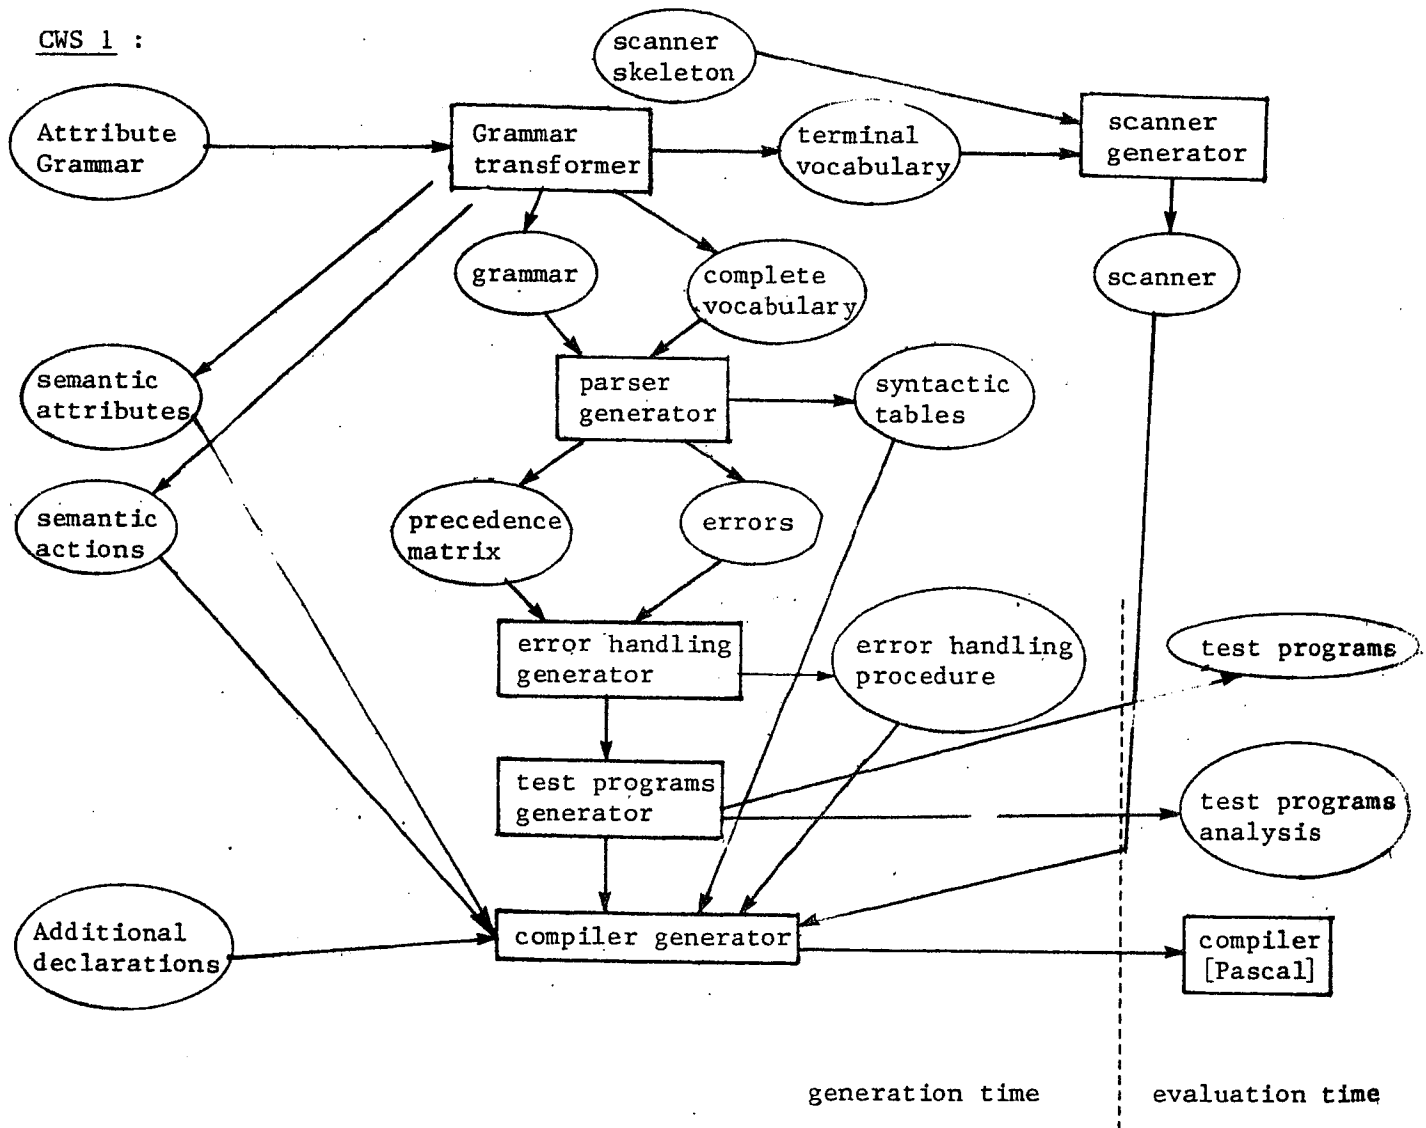 CWS 1 :
scanner
skeleton
Attribute
Grammar
Grammar
transformer
terminal
vocabulary
scanner
generator
grammar
complete
vocabulary
scanner
semantic
attributes
parser
generator
syntactic
tables
semantic
actions
precedence
matrix
errors
error handling
generator
error handling
procedure
test programs
test programs
generator
test programs
analysis
Additional
declarations
compiler generator
compiler
[Pascal]
generation time
evaluation time